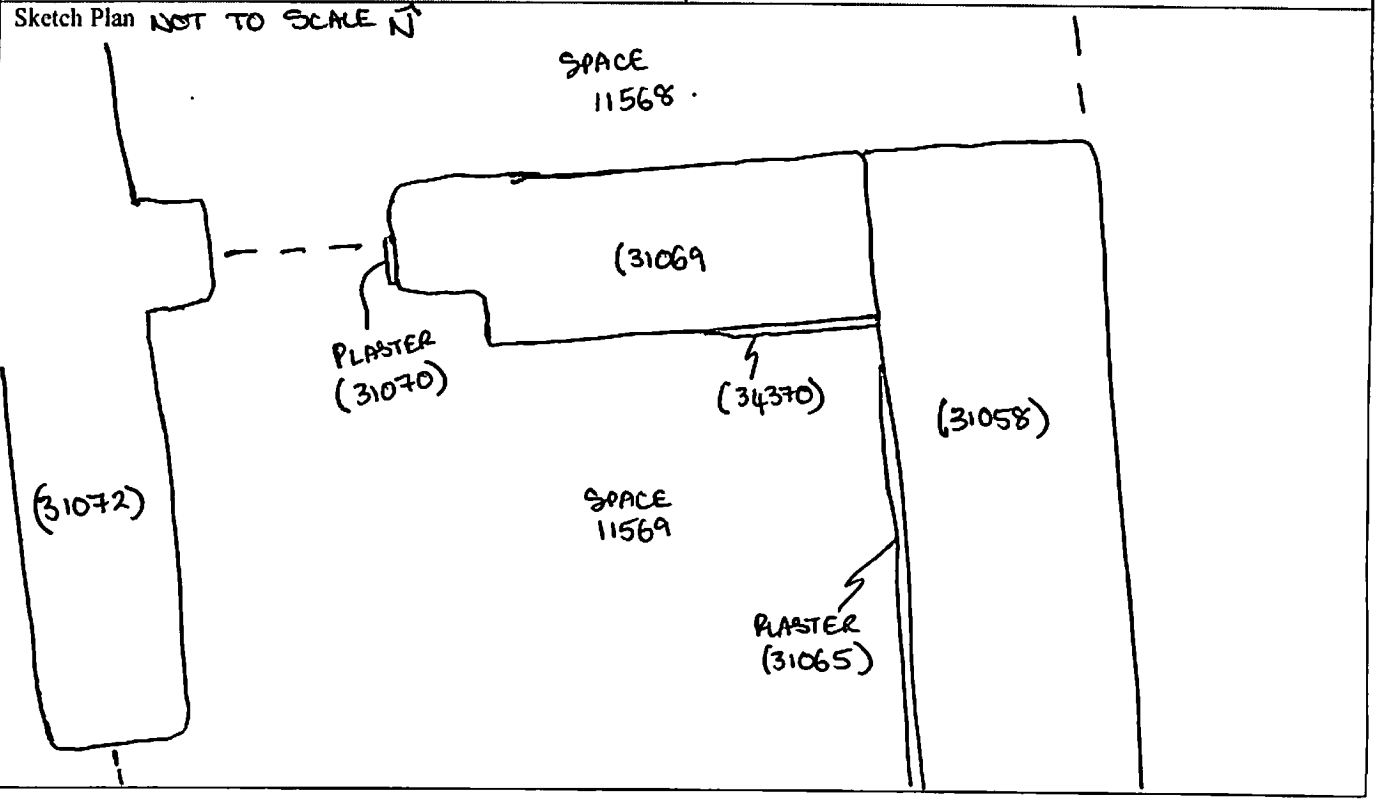 Sketch Plan NOT TO SCALE N
SPACE
11568
(31069
PLASTER
(31070)
(34370)
(31058)
(31072)
SPACE
11569
PLASTER
(31065)